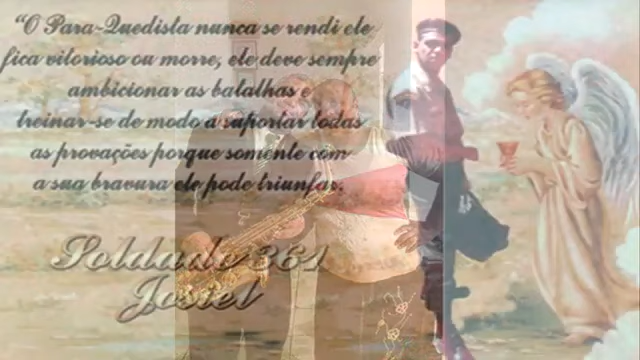 "O Para-Quedista nunca se rendi ele
fica vitorioso ou morre, ele deve sempre
ambicionar as batalhas e
treinar-se de modo a suportar todas
as provações porque somente com
a sua bravura ele pode triunfar.
Soldado 361
Josiel